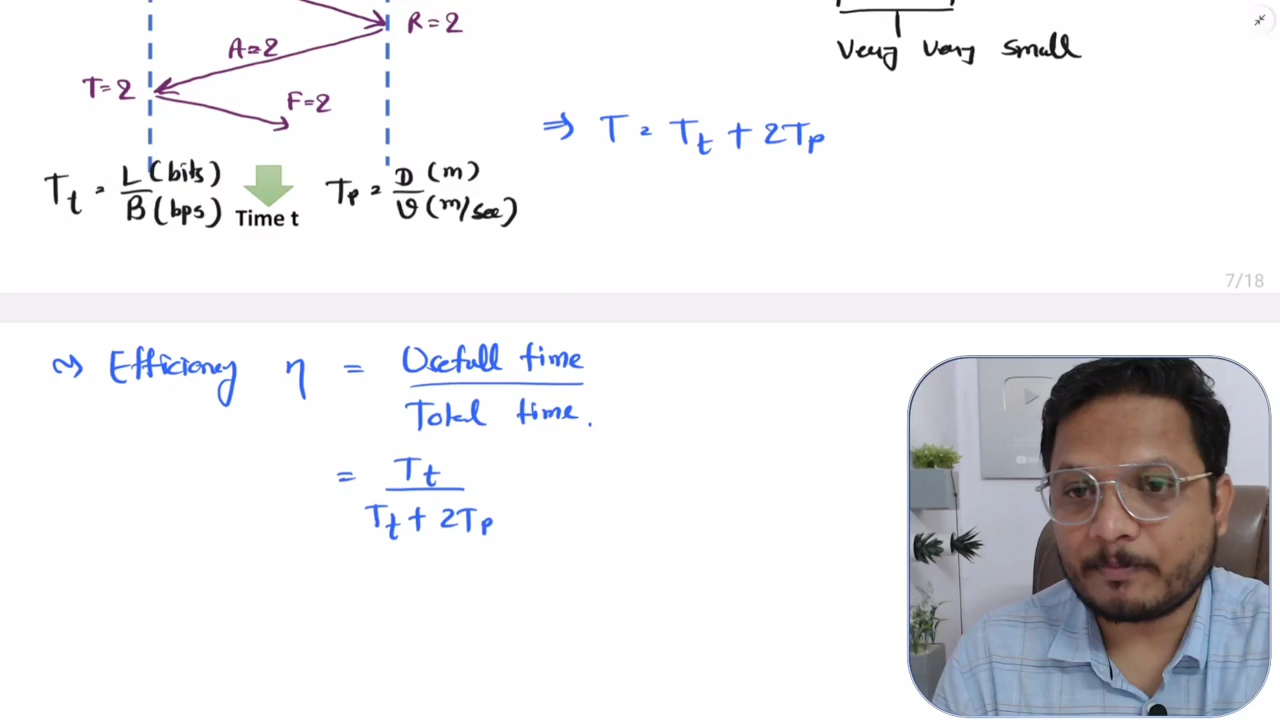 R = 2
A = 2
Very Very Small
T = 2
F = 2
⇒ T = Tt + 2Tp
Tt = L (bits) / B (bps)
Time t
Tp = D (m) / v (m/sec)
7/18
Efficiency η = Usefull time / Total time.
= Tt / Tt + 2Tp